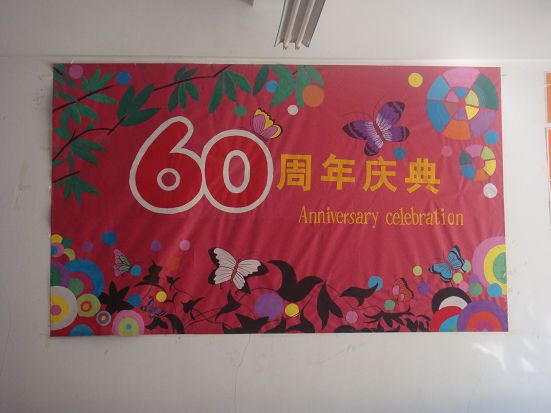 60周年庆典
Anniversary celebration